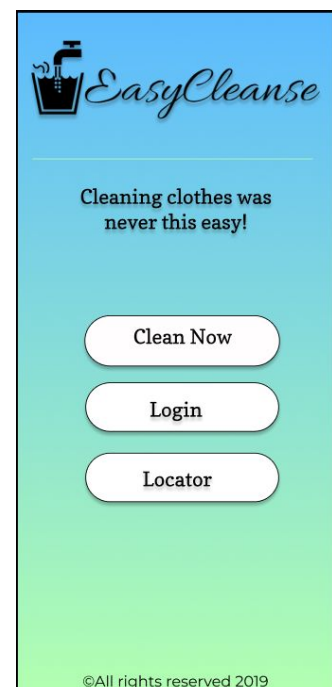 EasyCleanse
Cleaning clothes was
never this easy!
Clean Now
Login
Locator
©All rights reserved 2019